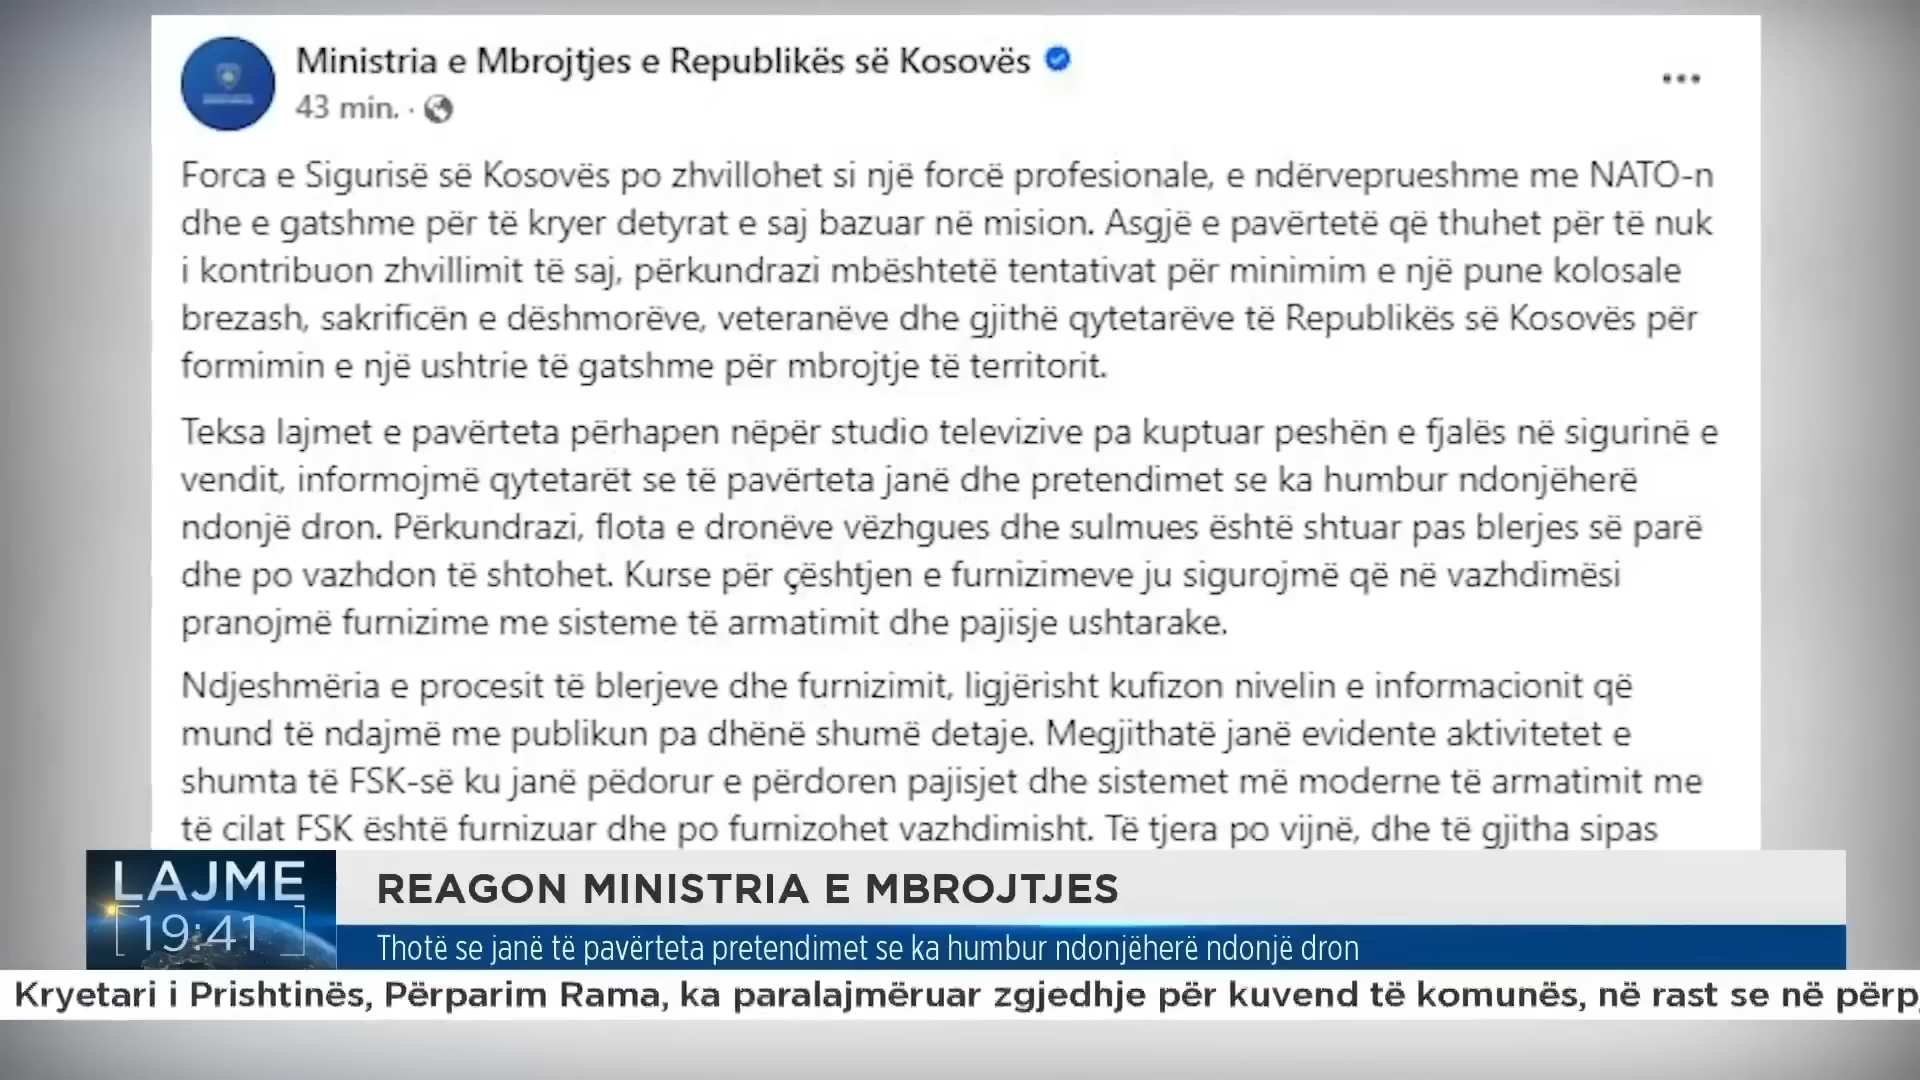 Ministria e Mbrojtjes e Republikës së Kosovës
43 min. ·
Forca e Sigurisë së Kosovës po zhvillohet si një forcë profesionale, e ndërveprueshme me NATO-n
dhe e gatshme për të kryer detyrat e saj bazuar në mision. Asgjë e pavërtetë që thuhet për të nuk
i kontribuon zhvillimit të saj, përkundrazi mbështetë tentativat për minimim e një pune kolosale
brezash, sakrificën e dëshmorëve, veteranëve dhe gjithë qytetarëve të Republikës së Kosovës për
formimin e një ushtrie të gatshme për mbrojtje të territorit.
Teksa lajmet e pavërteta përhapen nëpër studio televizive pa kuptuar peshën e fjalës në sigurinë e
vendit, informojmë qytetarët se të pavërteta janë dhe pretendimet se ka humbur ndonjëherë
ndonjë dron. Përkundrazi, flota e dronëve vëzhgues dhe sulmues është shtuar pas blerjes së parë
dhe po vazhdon të shtohet. Kurse për çështjen e furnizimeve ju sigurojmë që në vazhdimësi
pranojmë furnizime me sisteme të armatimit dhe pajisje ushtarake.
Ndjeshmëria e procesit të blerjeve dhe furnizimit, ligjërisht kufizon nivelin e informacionit që
mund të ndajmë me publikun pa dhënë shumë detaje. Megjithatë janë evidente aktivitetet e
shumta të FSK-së ku janë pëdorur e përdoren pajisjet dhe sistemet më moderne të armatimit me
të cilat FSK është furnizuar dhe po furnizohet vazhdimisht. Të tjera po vijnë, dhe të gjitha sipas
LAJME
19:41
REAGON MINISTRIA E MBROJTJES
Thotë se janë të pavërteta pretendimet se ka humbur ndonjëherë ndonjë dron
Kryetari i Prishtinës, Përparim Rama, ka paralajmëruar zgjedhje për kuvend të komunës, në rast se në përp